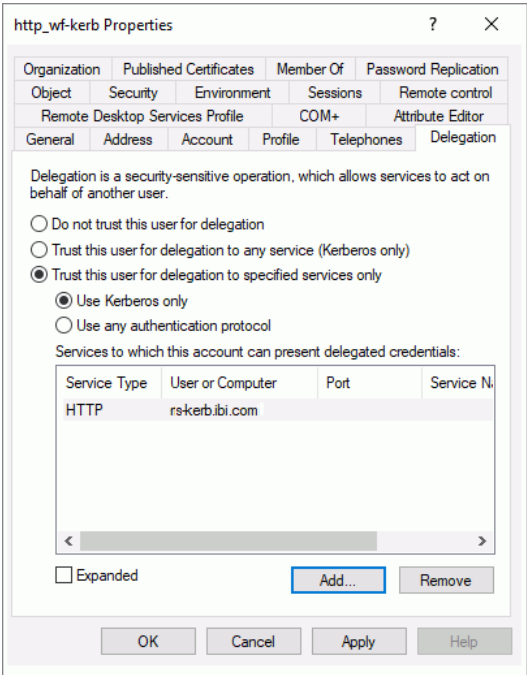 http_wf-kerb Properties ?
Organization Published Certificates Member Of Password Replication
Object Security Environment Sessions Remote control
Remote Desktop Services Profile COM+ Attribute Editor
General Address Account Profile Telephones Delegation
Delegation is a security-sensitive operation, which allows services to act on
behalf of another user.
Do not trust this user for delegation
Trust this user for delegation to any service (Kerberos only)
Trust this user for delegation to specified services only
Use Kerberos only
Use any authentication protocol
Services to which this account can present delegated credentials:
Service Type User or Computer Port Service Na
HTTP rs-kerb.ibi.com
Expanded Add... Remove
OK Cancel Apply Help